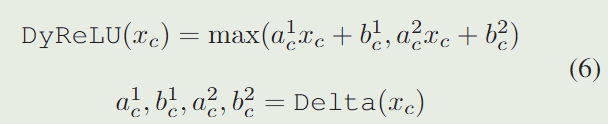 DyReLU(x_c) = max(a_c^1 x_c + b_c^1, a_c^2 x_c + b_c^2)
(6)
a_c^1, b_c^1, a_c^2, b_c^2 = Delta(x_c)